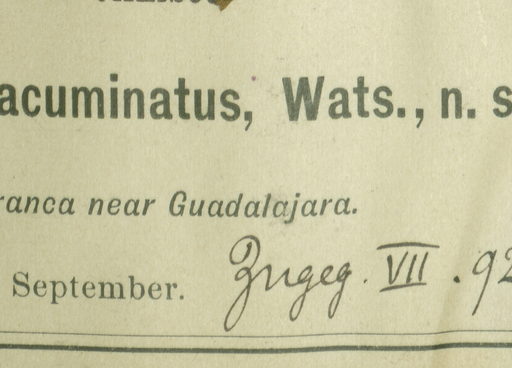 acuminatus, Wats., n. s
ranca near Guadalajara.
September. Zugeg. VII. 92